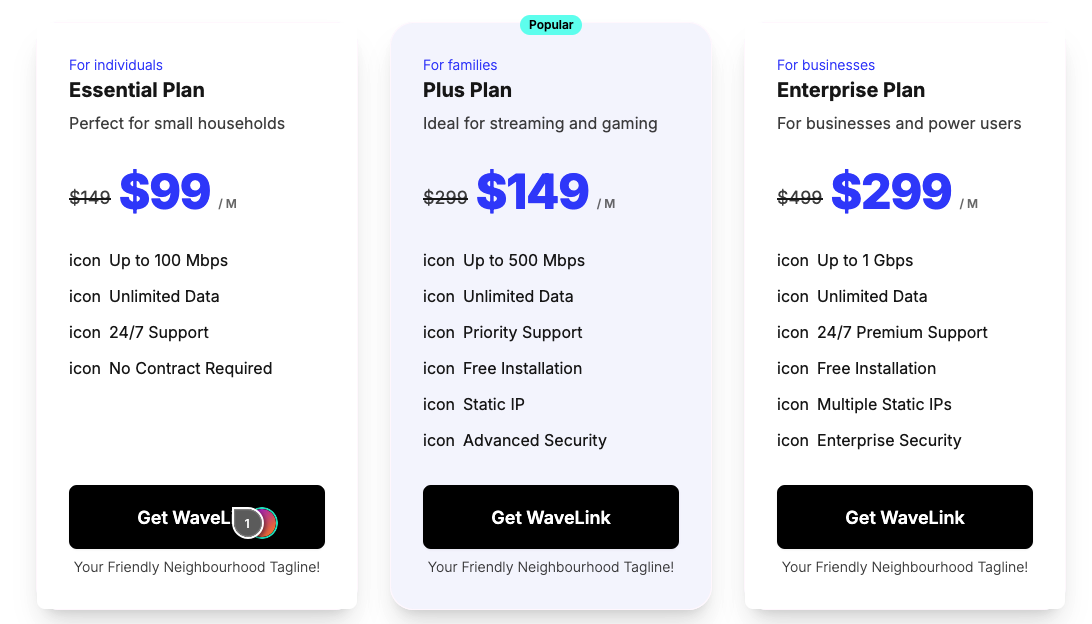 Popular
For individuals
Essential Plan
Perfect for small households
$149 $99 / M
icon Up to 100 Mbps
icon Unlimited Data
icon 24/7 Support
icon No Contract Required
Get WaveL
1
Your Friendly Neighbourhood Tagline!
For families
Plus Plan
Ideal for streaming and gaming
$299 $149 / M
icon Up to 500 Mbps
icon Unlimited Data
icon Priority Support
icon Free Installation
icon Static IP
icon Advanced Security
Get WaveLink
Your Friendly Neighbourhood Tagline!
For businesses
Enterprise Plan
For businesses and power users
$499 $299 / M
icon Up to 1 Gbps
icon Unlimited Data
icon 24/7 Premium Support
icon Free Installation
icon Multiple Static IPs
icon Enterprise Security
Get WaveLink
Your Friendly Neighbourhood Tagline!